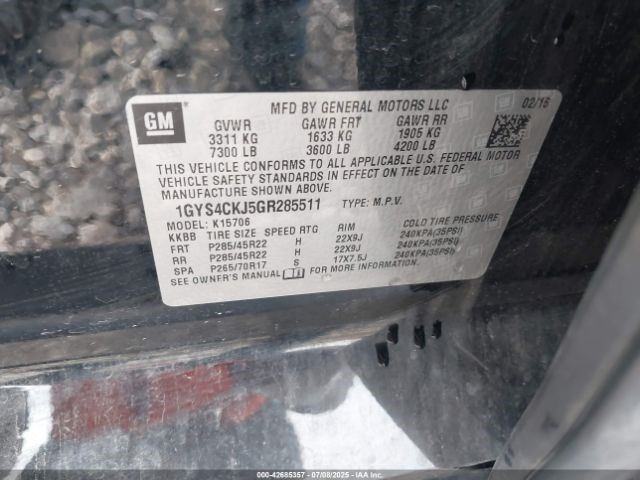 GM
MFD BY GENERAL MOTORS LLC 02/16
GVWR GAWR FRT GAWR RR
3311 KG 1633 KG 1905 KG
7300 LB 3600 LB 4200 LB
THIS VEHICLE CONFORMS TO ALL APPLICABLE U.S. FEDERAL MOTOR
VEHICLE SAFETY STANDARDS IN EFFECT ON THE DATE OF
MANUFACTURE SHOWN ABOVE.
1GYS4CKJ5GR285511 TYPE: M.P.V.
MODEL: K15706
KKBB TIRE SIZE SPEED RTG RIM COLD TIRE PRESSURE
FRT P285/45R22 H 22X9J 240KPA(35PSI)
RR P285/45R22 H 22X9J 240KPA(35PSI)
SPA P265/70R17 S 17X7.5J 240KPA(35PSI)
SEE OWNER'S MANUAL FOR MORE INFORMATION.
000-42685357 07/08/2025 IAAI.COM